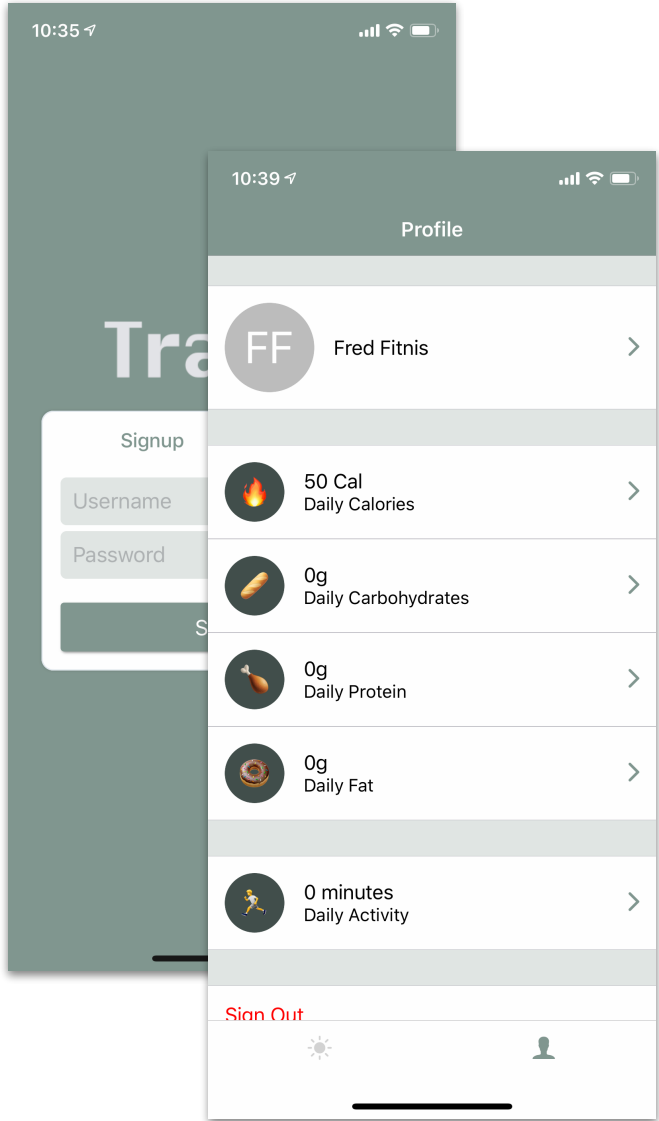 10:35
Tra
Signup
Username
Password
S
10:39
Profile
FF
Fred Fitnis
50 Cal
Daily Calories
0g
Daily Carbohydrates
0g
Daily Protein
0g
Daily Fat
0 minutes
Daily Activity
Sign Out